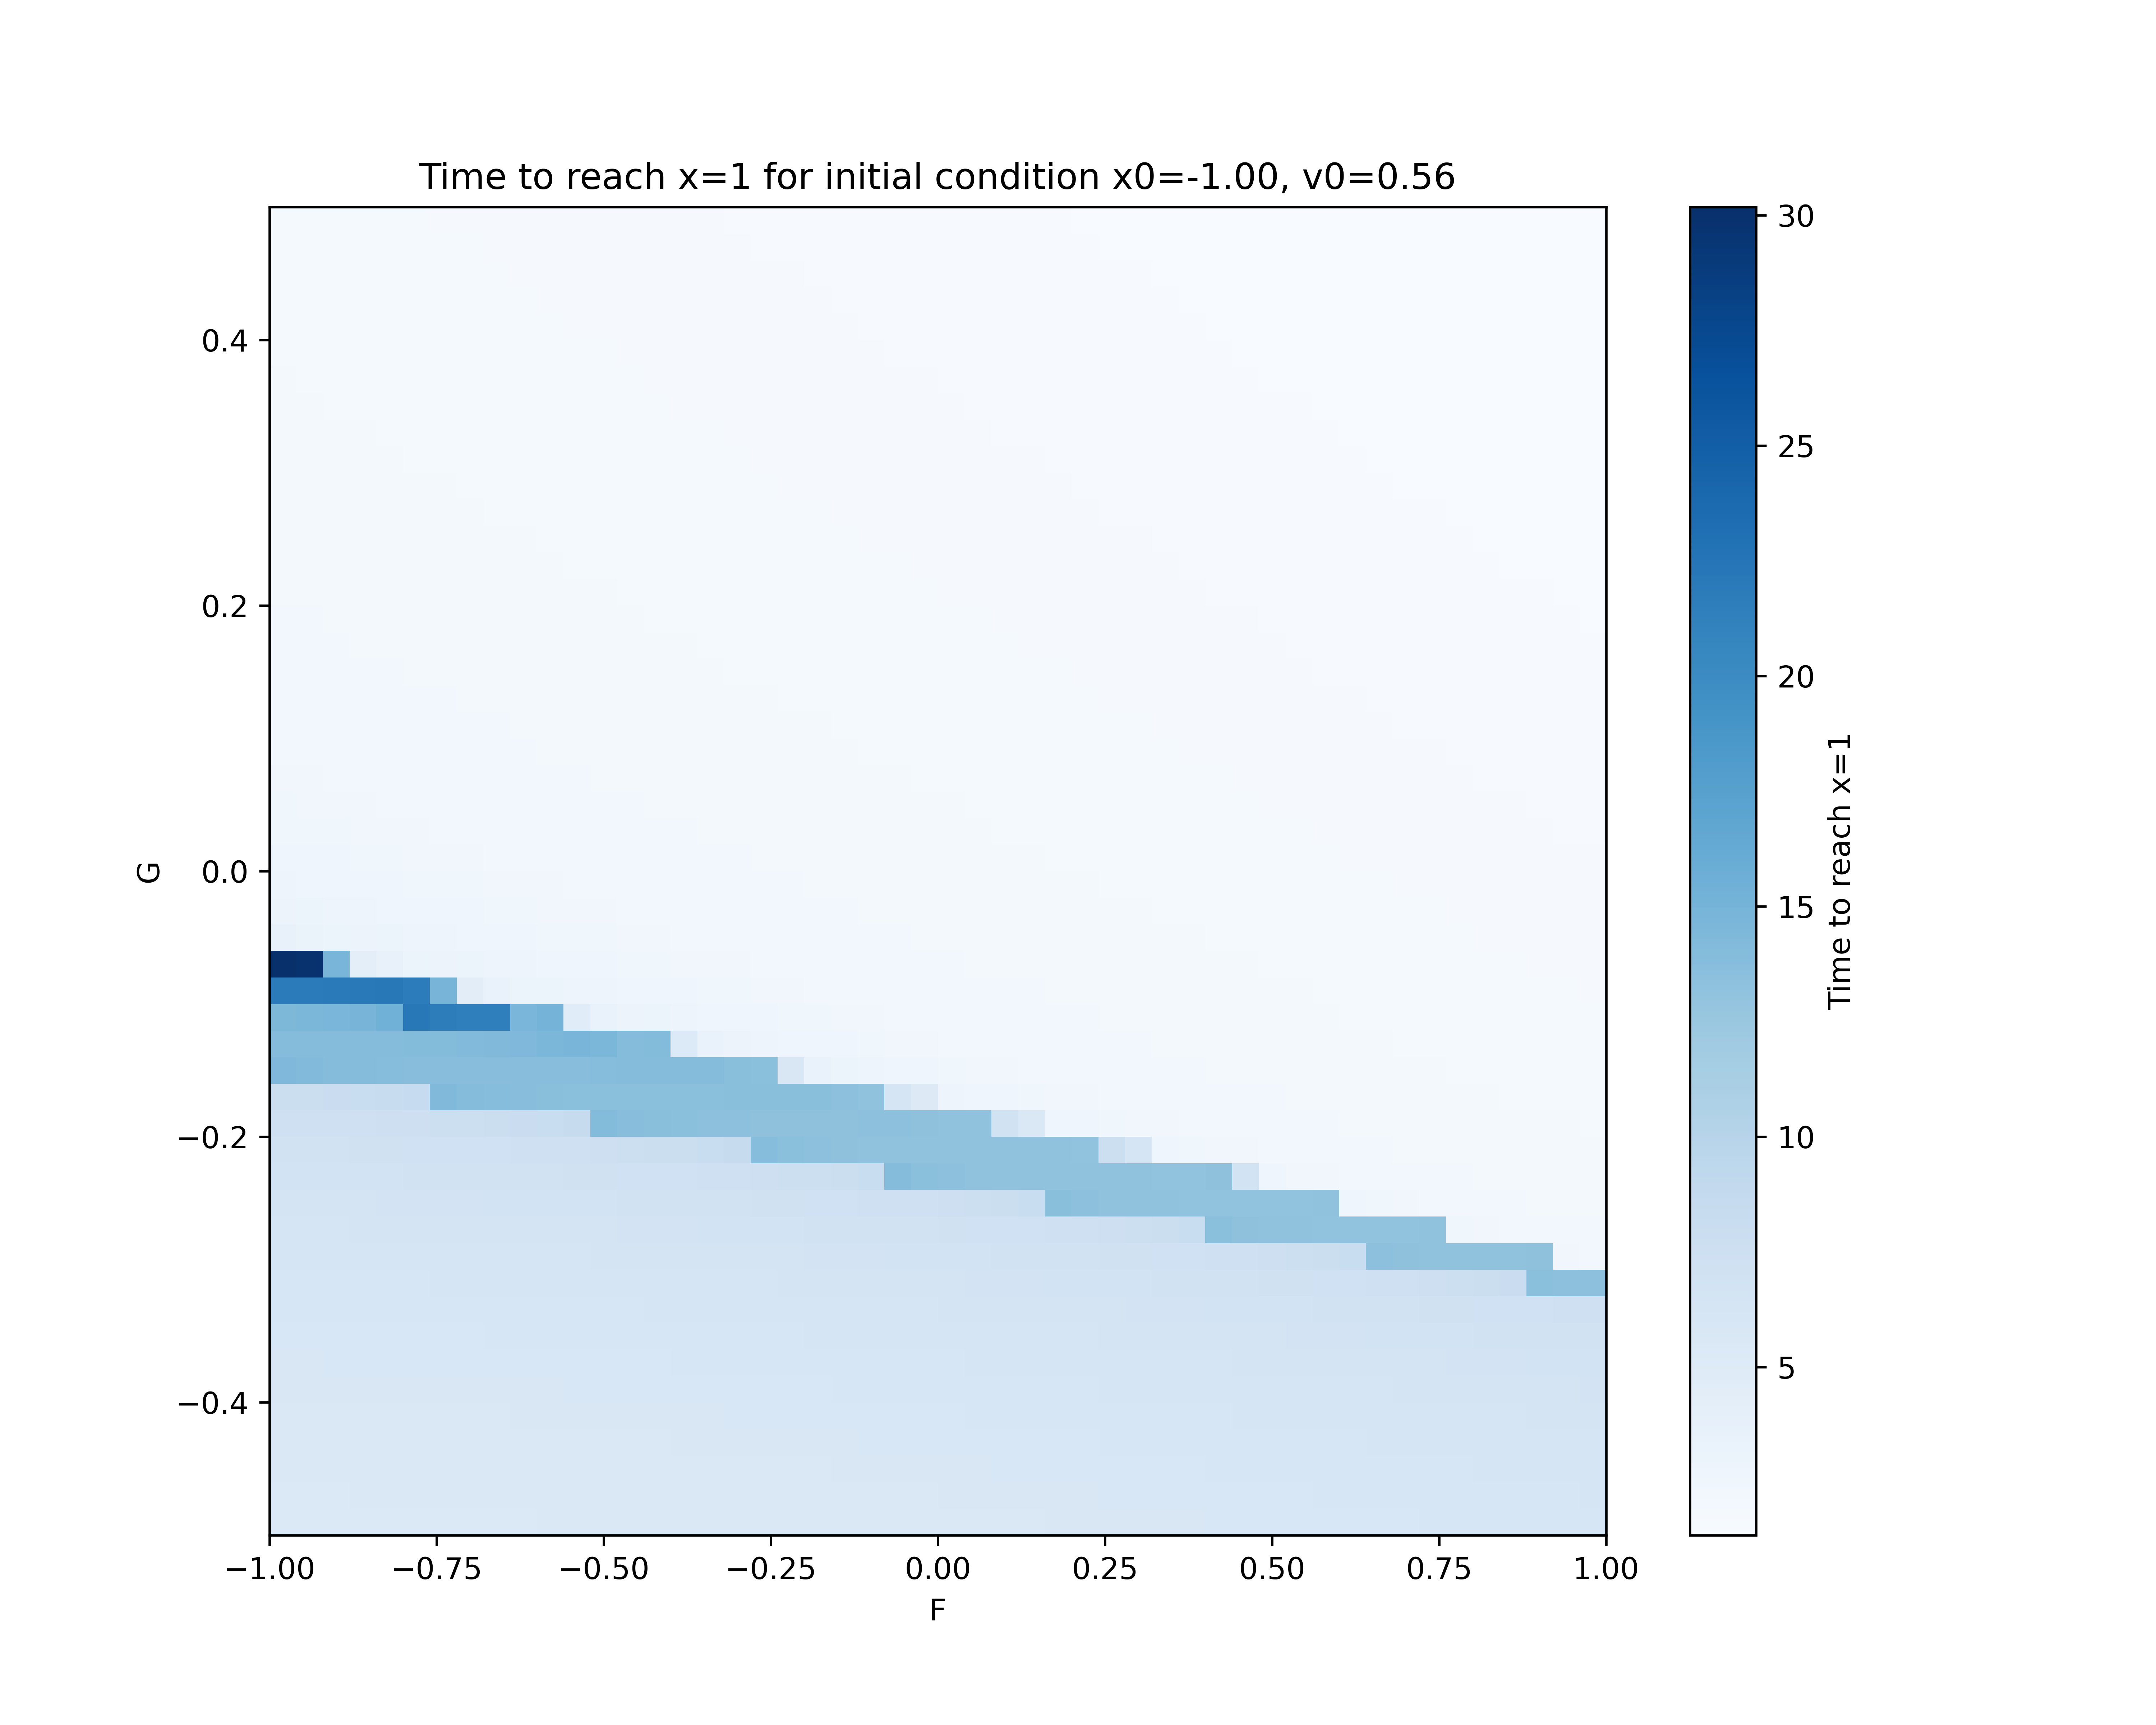 Time to reach x=1 for initial condition x0=-1.00, v0=0.56
G
0.4
0.2
0.0
−0.2
−0.4
−1.00 −0.75 −0.50 −0.25 0.00 0.25 0.50 0.75 1.00
F
30
25
20
15
10
5
Time to reach x=1